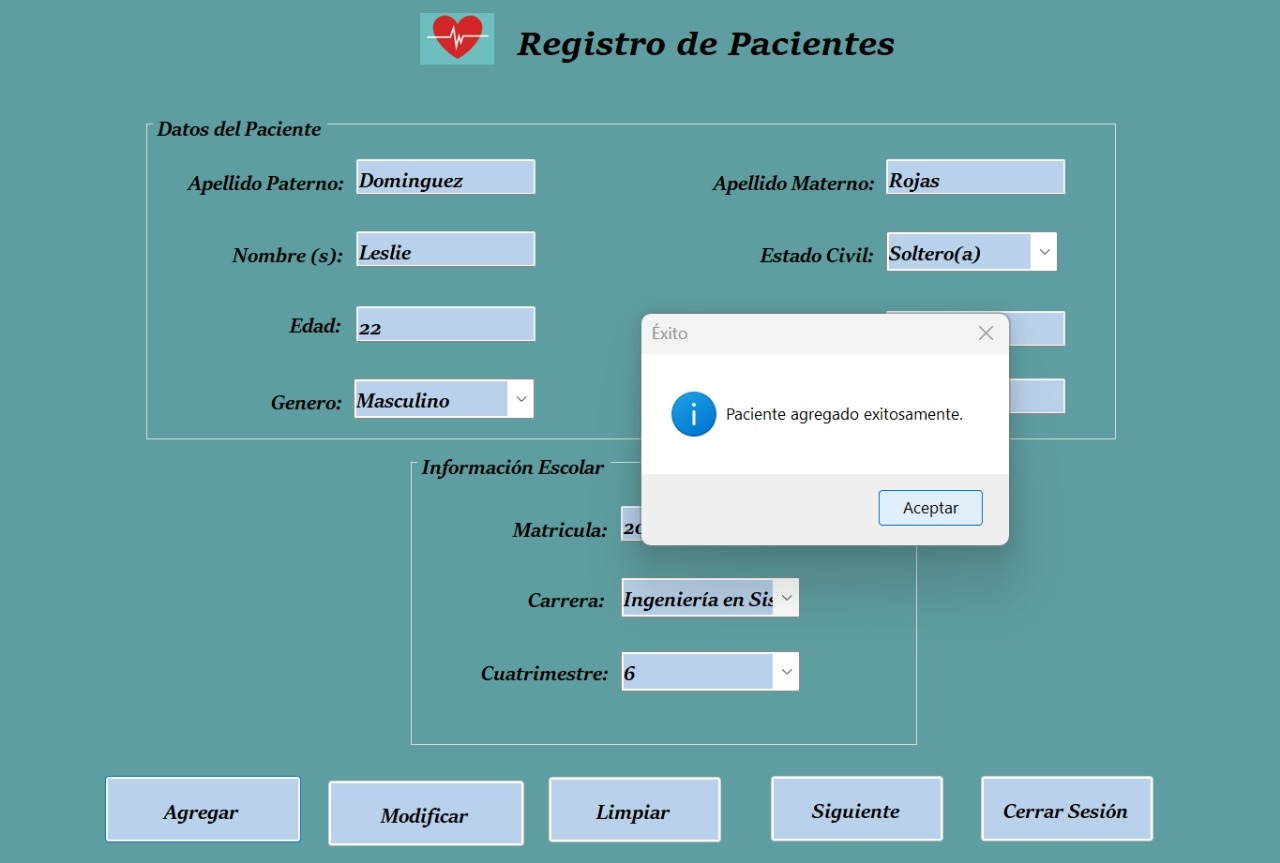 Registro de Pacientes
Datos del Paciente
Apellido Paterno: Dominguez
Apellido Materno: Rojas
Nombre (s): Leslie
Estado Civil: Soltero(a)
Edad: 22
Genero: Masculino
Éxito
Paciente agregado exitosamente.
Aceptar
Información Escolar
Matricula:
Carrera: Ingeniería en Sis
Cuatrimestre: 6
Agregar
Modificar
Limpiar
Siguiente
Cerrar Sesión